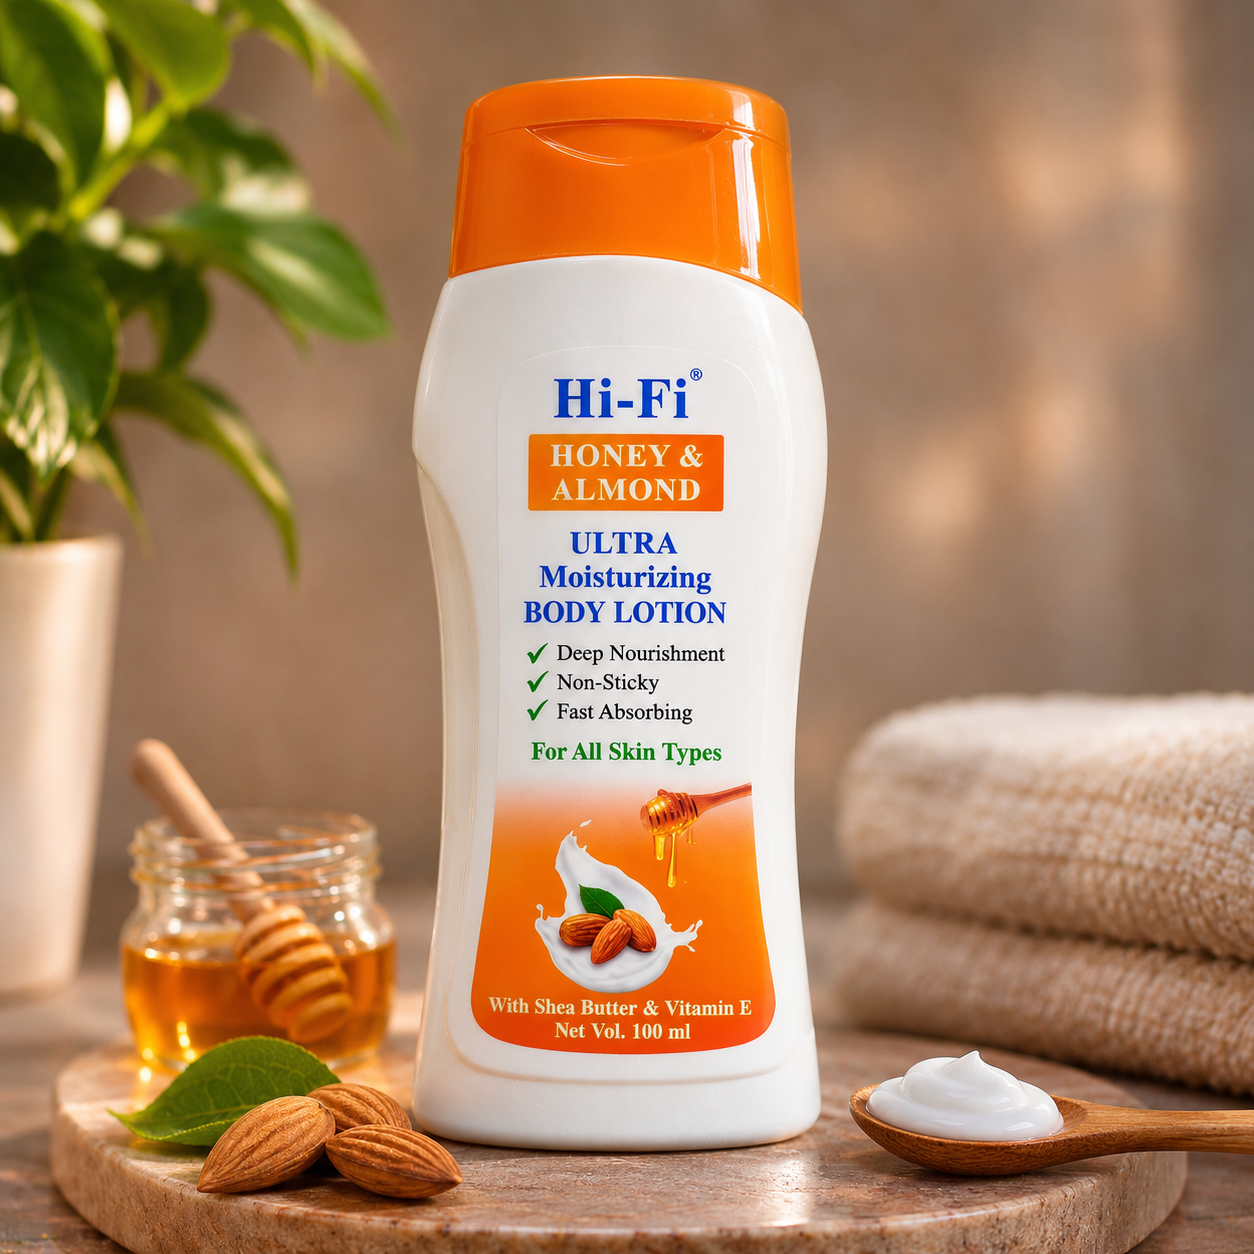 Hi-Fi®
HONEY &
ALMOND
ULTRA
Moisturizing
BODY LOTION
✓ Deep Nourishment
✓ Non-Sticky
✓ Fast Absorbing
For All Skin Types
With Shea Butter & Vitamin E
Net Vol. 100 ml